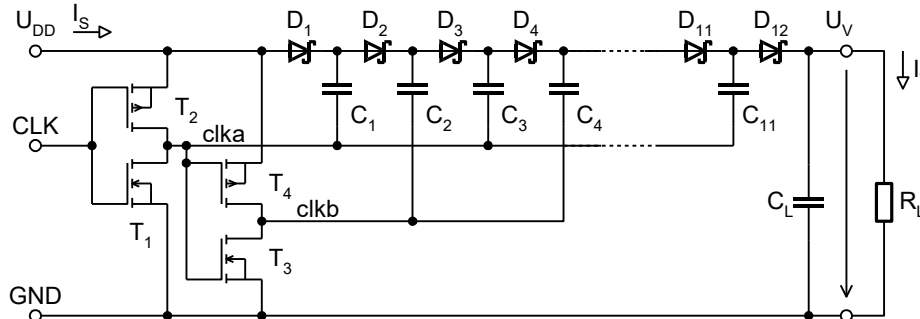 U_DD I_S D_1 D_2 D_3 D_4 D_11 D_12 U_V
I
T_2 C_1 C_2 C_3 C_4 C_11
CLK clka
T_4
clkb C_L R_L
T_1
T_3
GND